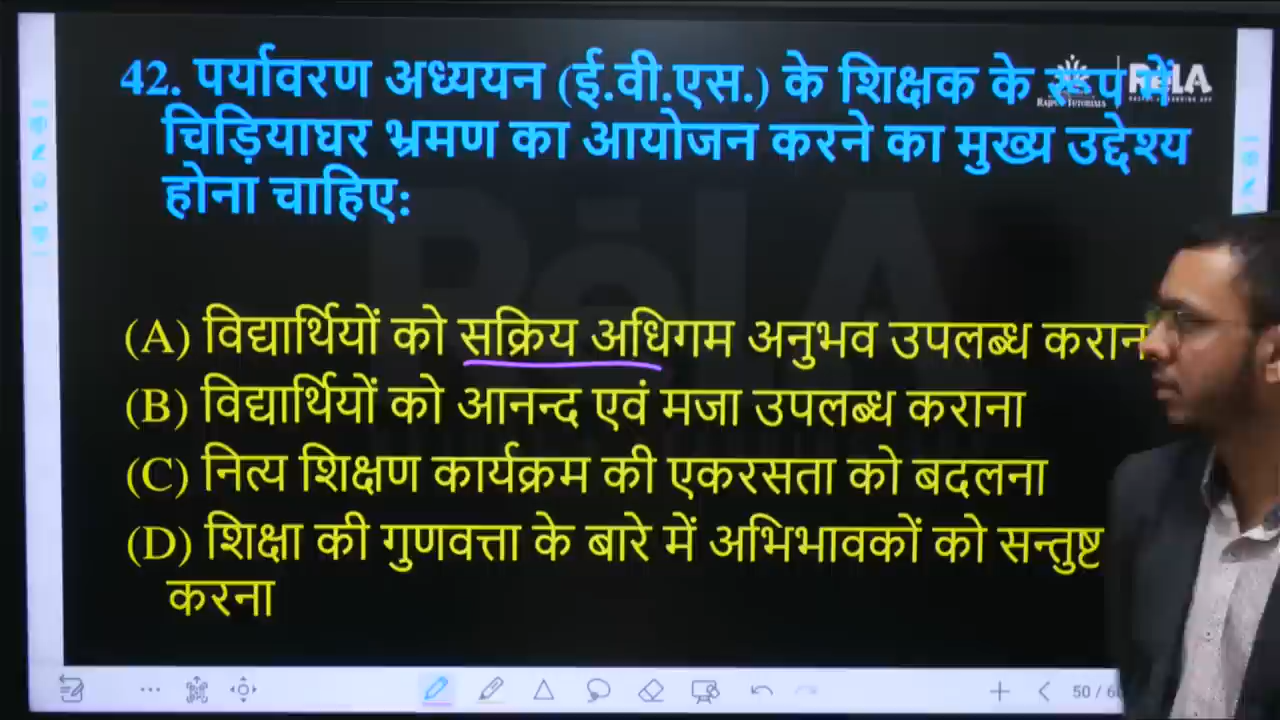 42. पर्यावरण अध्ययन (ई.वी.एस.) के शिक्षक के रूप में
चिड़ियाघर भ्रमण का आयोजन करने का मुख्य उद्देश्य
होना चाहिए:
(A) विद्यार्थियों को सक्रिय अधिगम अनुभव उपलब्ध करान
(B) विद्यार्थियों को आनन्द एवं मजा उपलब्ध कराना
(C) नित्य शिक्षण कार्यक्रम की एकरसता को बदलना
(D) शिक्षा की गुणवत्ता के बारे में अभिभावकों को सन्तुष्ट
करना
50 / 6